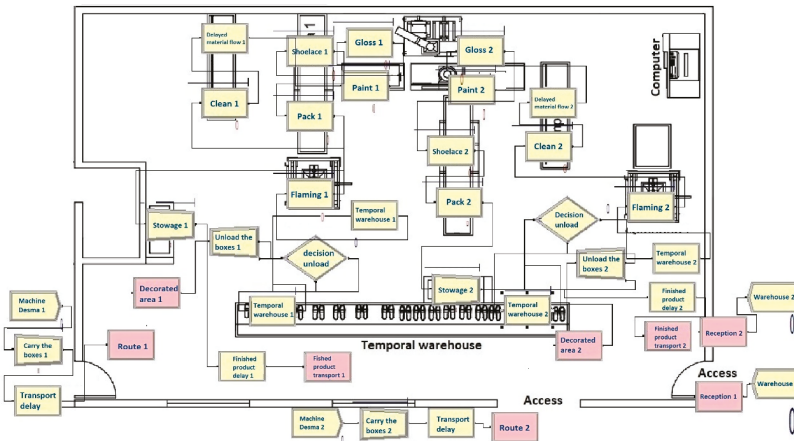 Delayed
material flow 1
Shoelace 1
Gloss 1
Gloss 2
Computer
Clean 1
Paint 1
Paint 2
Delayed
material flow 2
Pack 1
Shoelace 2
Clean 2
Flaming 1
Pack 2
Flaming 2
Stowage 1
Temporal
warehouse 1
Decision
unload
Unload the
boxes 1
decision
unload
Unload the
boxes 2
Temporal
warehouse 2
Decorated
area 1
Stowage 2
Finished
product
delay 2
Warehouse 2
Machine
Desma 1
Temporal
warehouse 1
Temporal
warehouse 2
Carry the
boxes 1
Route 1
Temporal warehouse
Decorated
area 2
Finished
product
transport 2
Reception 2
Finished
product
delay 1
Fished
product
transport 1
Access
Transport
delay
Access
Reception 1
Warehouse
Machine
Desma 2
Carry the
boxes 2
Transport
delay
Route 2